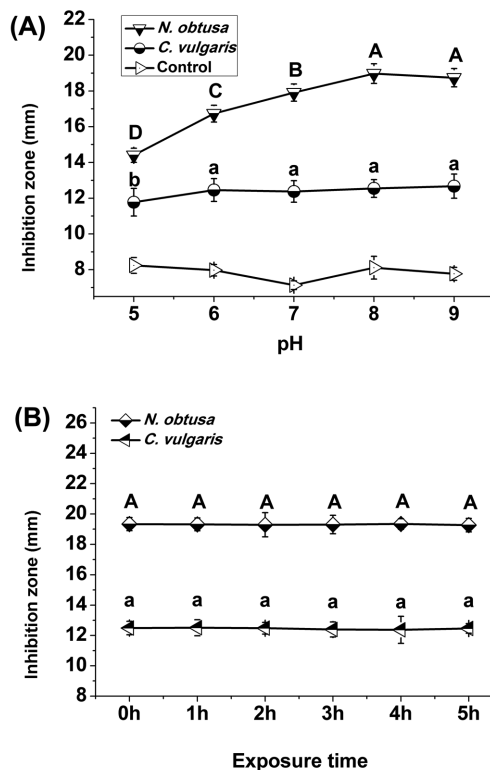 (A)
N. obtusa
C. vulgaris
Control
Inhibition zone (mm)
22
20
18
16
14
12
10
8
D
C
B
A
A
b
a
a
a
a
5
6
7
8
9
pH
(B)
N. obtusa
C. vulgaris
Inhibition zone (mm)
26
24
22
20
18
16
14
12
10
8
A
A
A
A
A
A
a
a
a
a
a
a
0h
1h
2h
3h
4h
5h
Exposure time